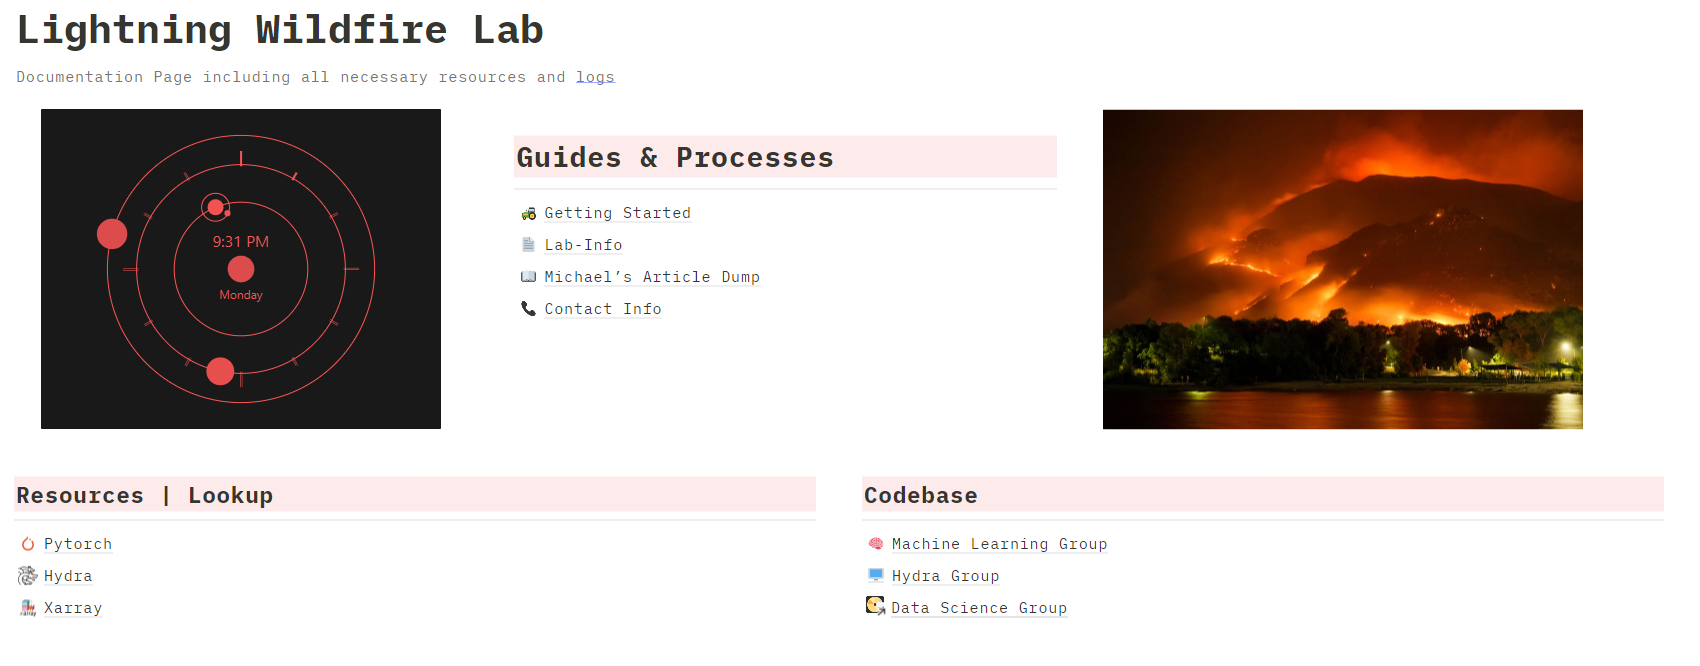 Lightning Wildfire Lab
Documentation Page including all necessary resources and logs
9:31 PM
Monday
Guides & Processes
Getting Started
Lab-Info
Michael’s Article Dump
Contact Info
Resources | Lookup
Pytorch
Hydra
Xarray
Codebase
Machine Learning Group
Hydra Group
Data Science Group